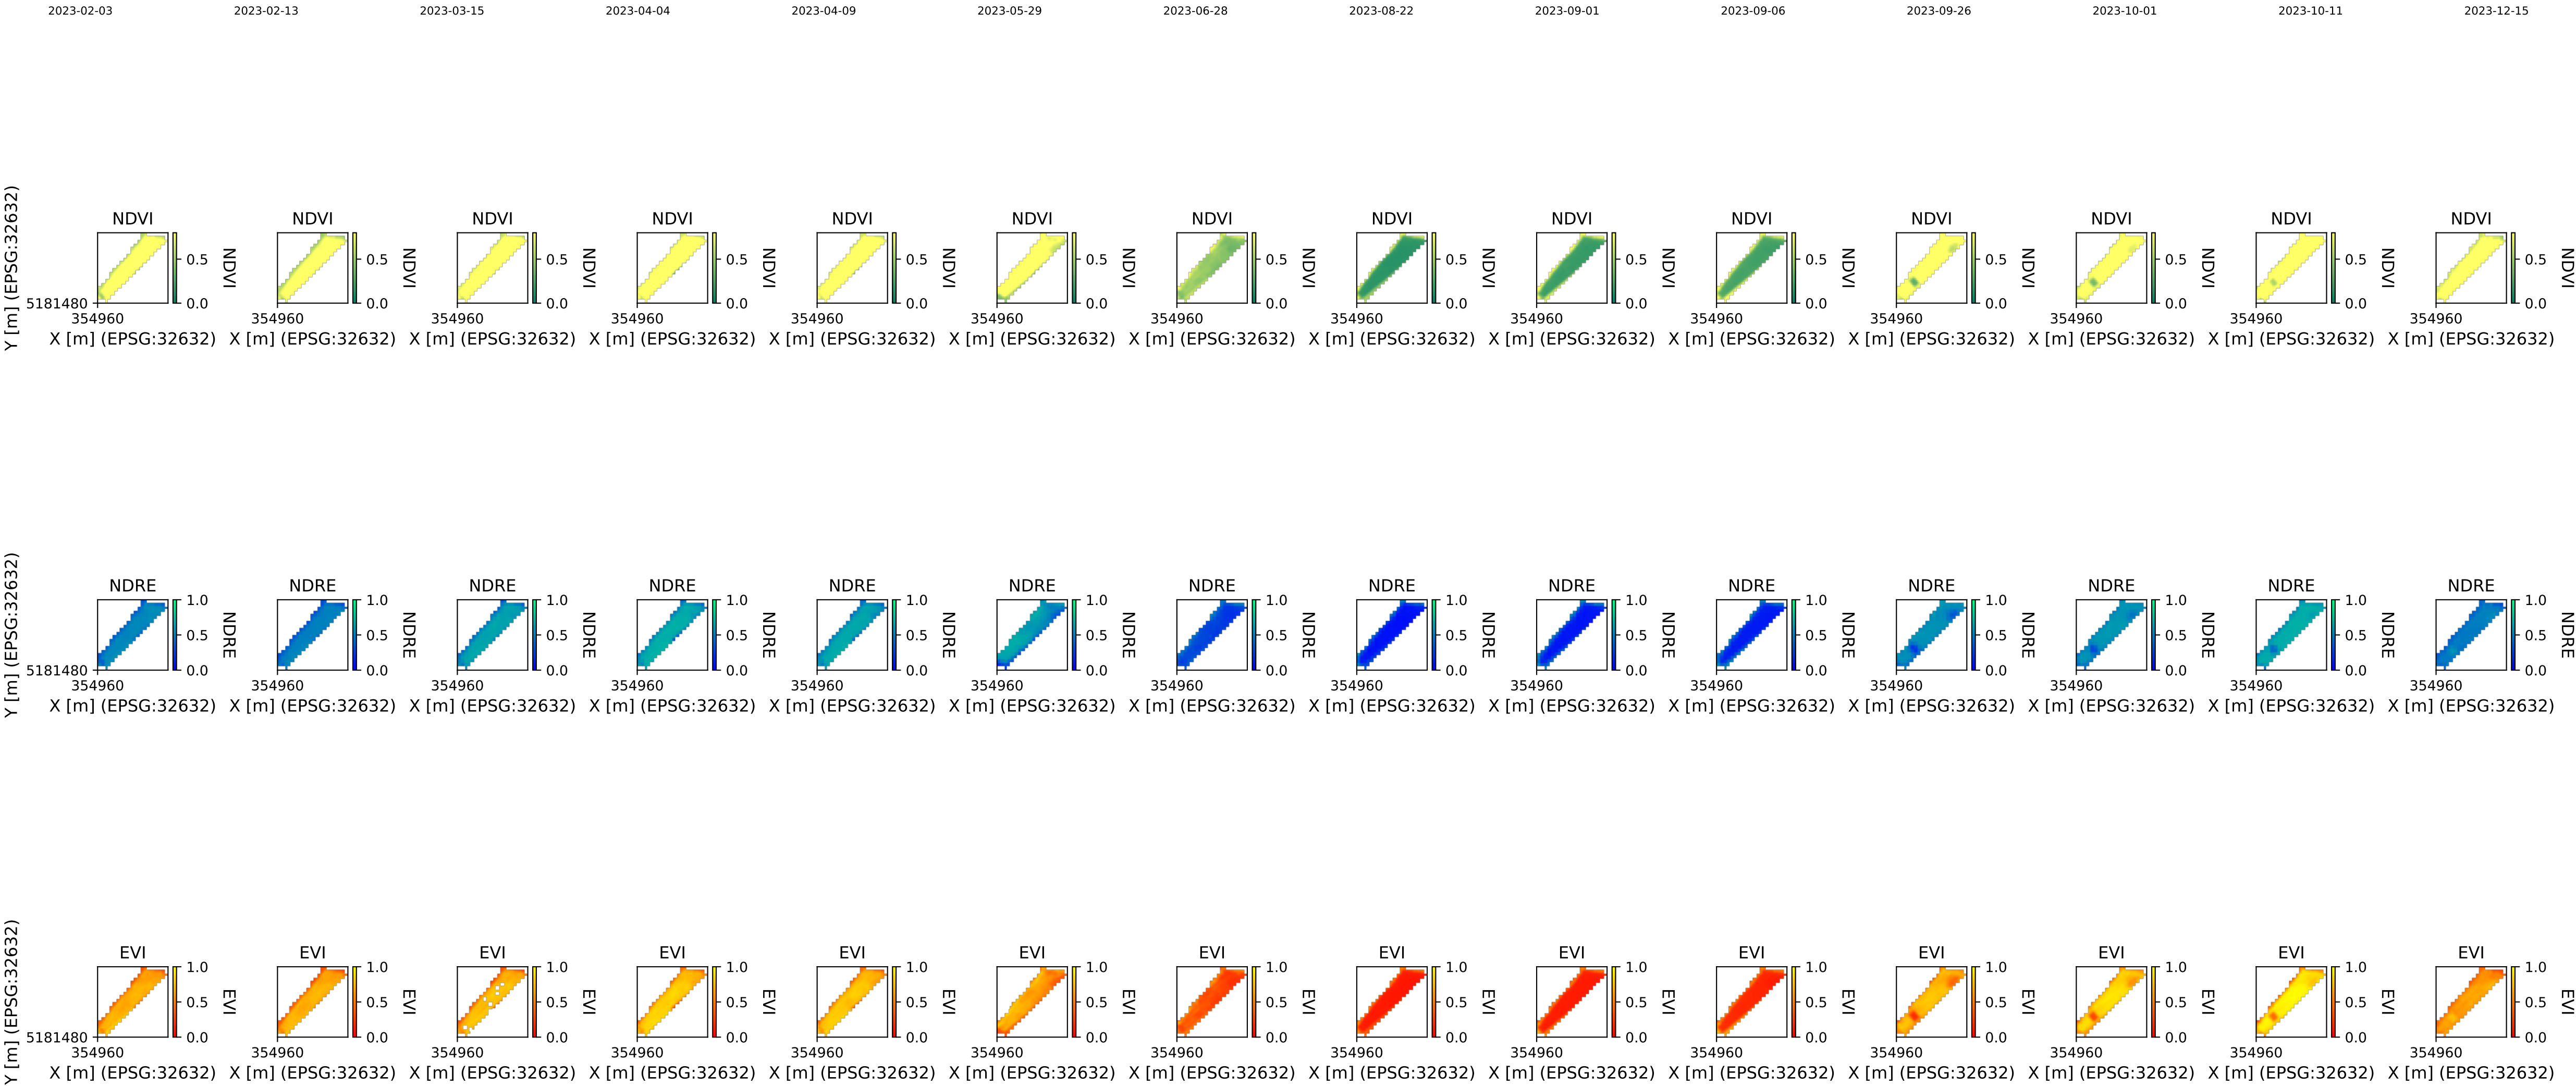 2023-02-03 2023-02-13 2023-03-15 2023-04-04 2023-04-09 2023-05-29 2023-06-28 2023-08-22 2023-09-01 2023-09-06 2023-09-26 2023-10-01 2023-10-11 2023-12-15
Y [m] (EPSG:32632)
NDVI NDVI NDVI NDVI NDVI NDVI NDVI NDVI NDVI NDVI NDVI NDVI NDVI NDVI
0.5 0.5 0.5 0.5 0.5 0.5 0.5 0.5 0.5 0.5 0.5 0.5 0.5 0.5
NDVI NDVI NDVI NDVI NDVI NDVI NDVI NDVI NDVI NDVI NDVI NDVI NDVI NDVI
5181480 0.0 0.0 0.0 0.0 0.0 0.0 0.0 0.0 0.0 0.0 0.0 0.0 0.0 0.0
354960 354960 354960 354960 354960 354960 354960 354960 354960 354960 354960 354960 354960 354960
X [m] (EPSG:32632) X [m] (EPSG:32632) X [m] (EPSG:32632) X [m] (EPSG:32632) X [m] (EPSG:32632) X [m] (EPSG:32632) X [m] (EPSG:32632) X [m] (EPSG:32632) X [m] (EPSG:32632) X [m] (EPSG:32632) X [m] (EPSG:32632) X [m] (EPSG:32632) X [m] (EPSG:32632) X [m] (EPSG:32632)
Y [m] (EPSG:32632)
NDRE NDRE NDRE NDRE NDRE NDRE NDRE NDRE NDRE NDRE NDRE NDRE NDRE NDRE
1.0 1.0 1.0 1.0 1.0 1.0 1.0 1.0 1.0 1.0 1.0 1.0 1.0 1.0
0.5 0.5 0.5 0.5 0.5 0.5 0.5 0.5 0.5 0.5 0.5 0.5 0.5 0.5
NDRE NDRE NDRE NDRE NDRE NDRE NDRE NDRE NDRE NDRE NDRE NDRE NDRE NDRE
5181480 0.0 0.0 0.0 0.0 0.0 0.0 0.0 0.0 0.0 0.0 0.0 0.0 0.0 0.0
354960 354960 354960 354960 354960 354960 354960 354960 354960 354960 354960 354960 354960 354960
X [m] (EPSG:32632) X [m] (EPSG:32632) X [m] (EPSG:32632) X [m] (EPSG:32632) X [m] (EPSG:32632) X [m] (EPSG:32632) X [m] (EPSG:32632) X [m] (EPSG:32632) X [m] (EPSG:32632) X [m] (EPSG:32632) X [m] (EPSG:32632) X [m] (EPSG:32632) X [m] (EPSG:32632) X [m] (EPSG:32632)
Y [m] (EPSG:32632)
EVI EVI EVI EVI EVI EVI EVI EVI EVI EVI EVI EVI EVI EVI
1.0 1.0 1.0 1.0 1.0 1.0 1.0 1.0 1.0 1.0 1.0 1.0 1.0 1.0
0.5 0.5 0.5 0.5 0.5 0.5 0.5 0.5 0.5 0.5 0.5 0.5 0.5 0.5
EVI EVI EVI EVI EVI EVI EVI EVI EVI EVI EVI EVI EVI EVI
5181480 0.0 0.0 0.0 0.0 0.0 0.0 0.0 0.0 0.0 0.0 0.0 0.0 0.0 0.0
354960 354960 354960 354960 354960 354960 354960 354960 354960 354960 354960 354960 354960 354960
X [m] (EPSG:32632) X [m] (EPSG:32632) X [m] (EPSG:32632) X [m] (EPSG:32632) X [m] (EPSG:32632) X [m] (EPSG:32632) X [m] (EPSG:32632) X [m] (EPSG:32632) X [m] (EPSG:32632) X [m] (EPSG:32632) X [m] (EPSG:32632) X [m] (EPSG:32632) X [m] (EPSG:32632) X [m] (EPSG:32632)